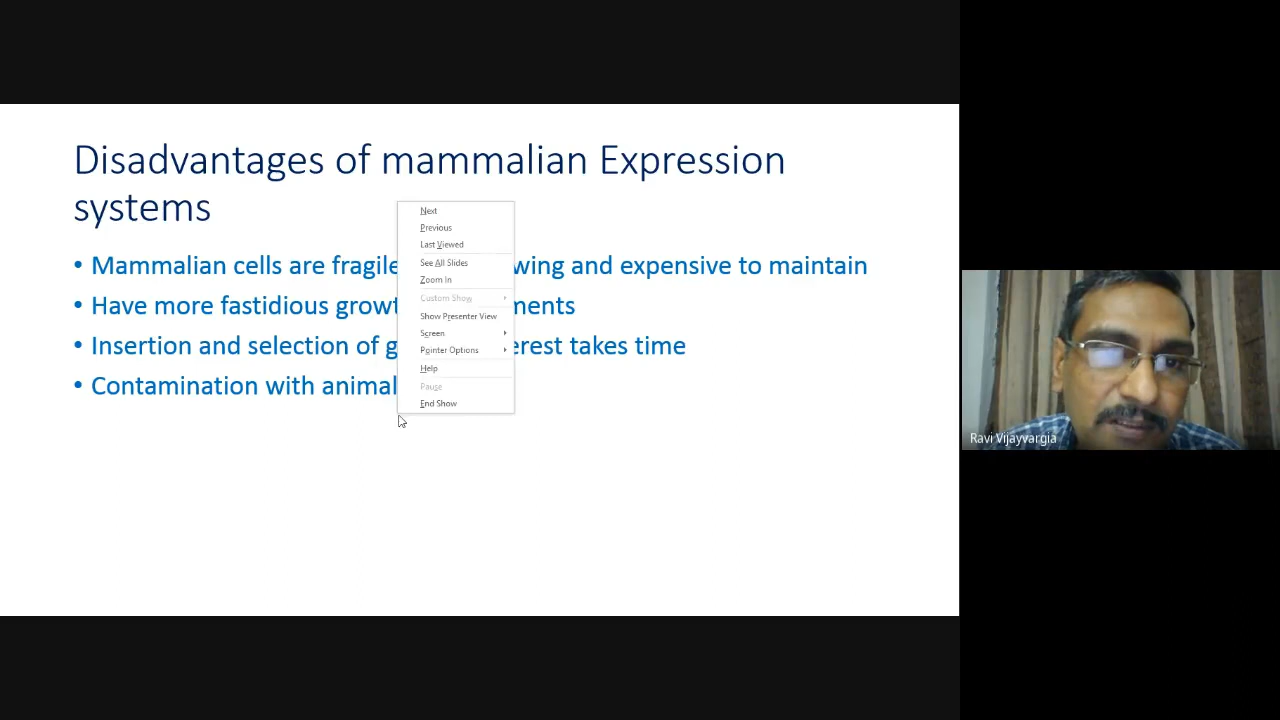 Disadvantages of mammalian Expression
systems
• Mammalian cells are fragile wing and expensive to maintain
• Have more fastidious growt ments
• Insertion and selection of g erest takes time
• Contamination with animal
Next
Previous
Last Viewed
See All Slides
Zoom In
Custom Show
Show Presenter View
Screen
Pointer Options
Help
Pause
End Show
Ravi Vijayvargia